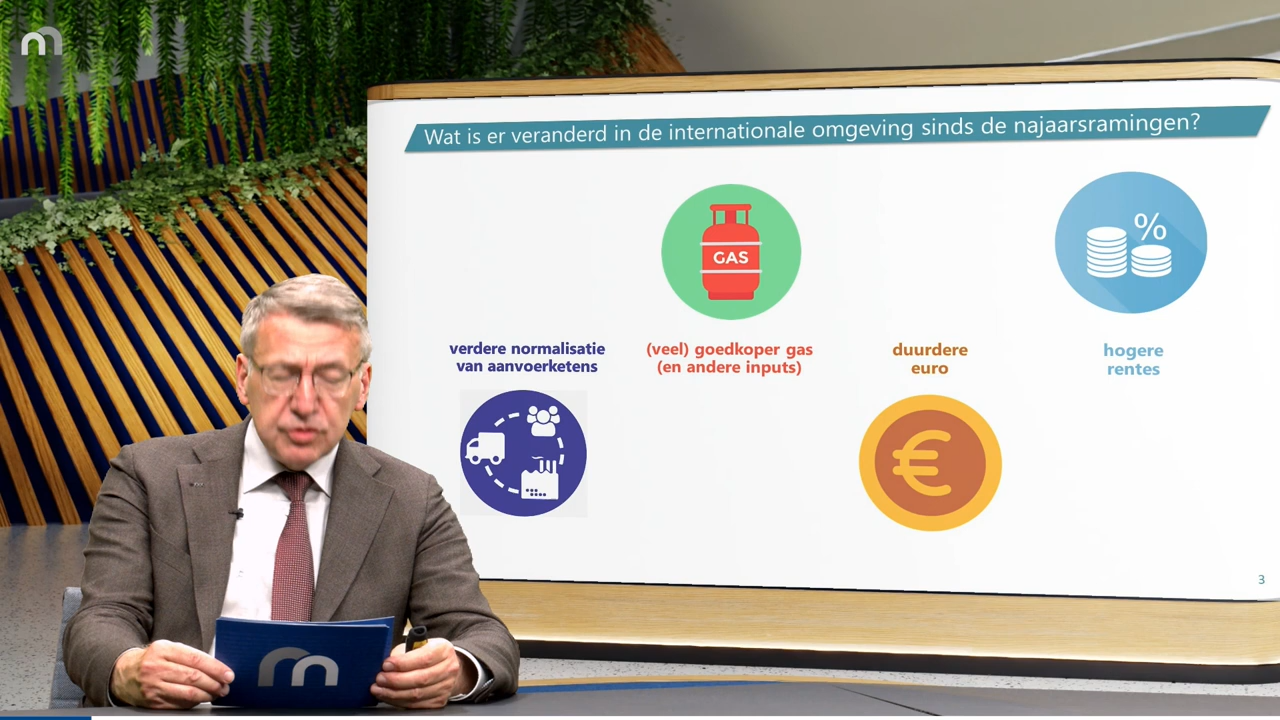 Wat is er veranderd in de internationale omgeving sinds de najaarsramingen?
GAS
%
verdere normalisatie
van aanvoerketens
(veel) goedkoper gas
(en andere inputs)
duurdere
euro
hogere
rentes
€
3